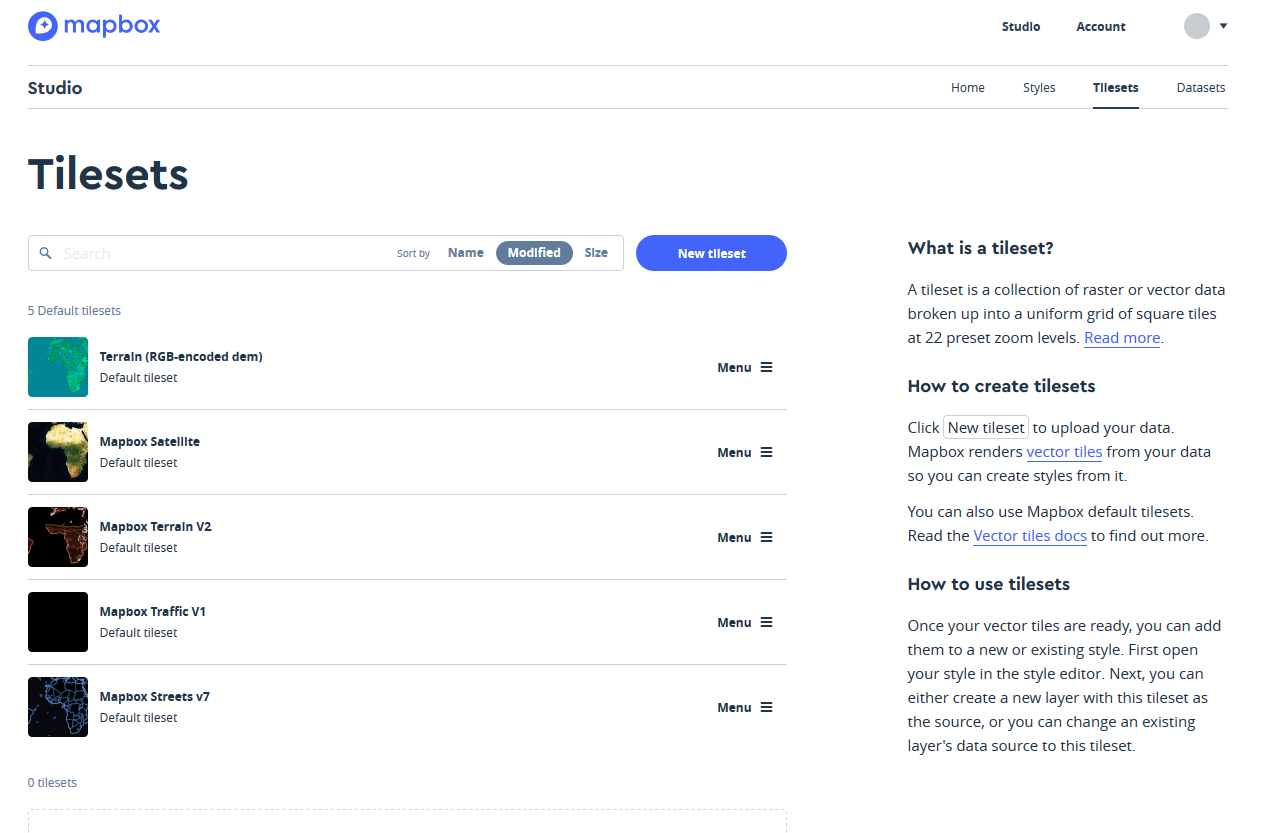 mapbox
Studio Account
Studio
Home Styles Tilesets Datasets
Tilesets
Search Sort by Name Modified Size New tileset
5 Default tilesets
Terrain (RGB-encoded dem)
Default tileset
Menu
Mapbox Satellite
Default tileset
Menu
Mapbox Terrain V2
Default tileset
Menu
Mapbox Traffic V1
Default tileset
Menu
Mapbox Streets v7
Default tileset
Menu
0 tilesets
What is a tileset?
A tileset is a collection of raster or vector data
broken up into a uniform grid of square tiles
at 22 preset zoom levels. Read more.
How to create tilesets
Click New tileset to upload your data.
Mapbox renders vector tiles from your data
so you can create styles from it.
You can also use Mapbox default tilesets.
Read the Vector tiles docs to find out more.
How to use tilesets
Once your vector tiles are ready, you can add
them to a new or existing style. First open
your style in the style editor. Next, you can
either create a new layer with this tileset as
the source, or you can change an existing
layer's data source to this tileset.